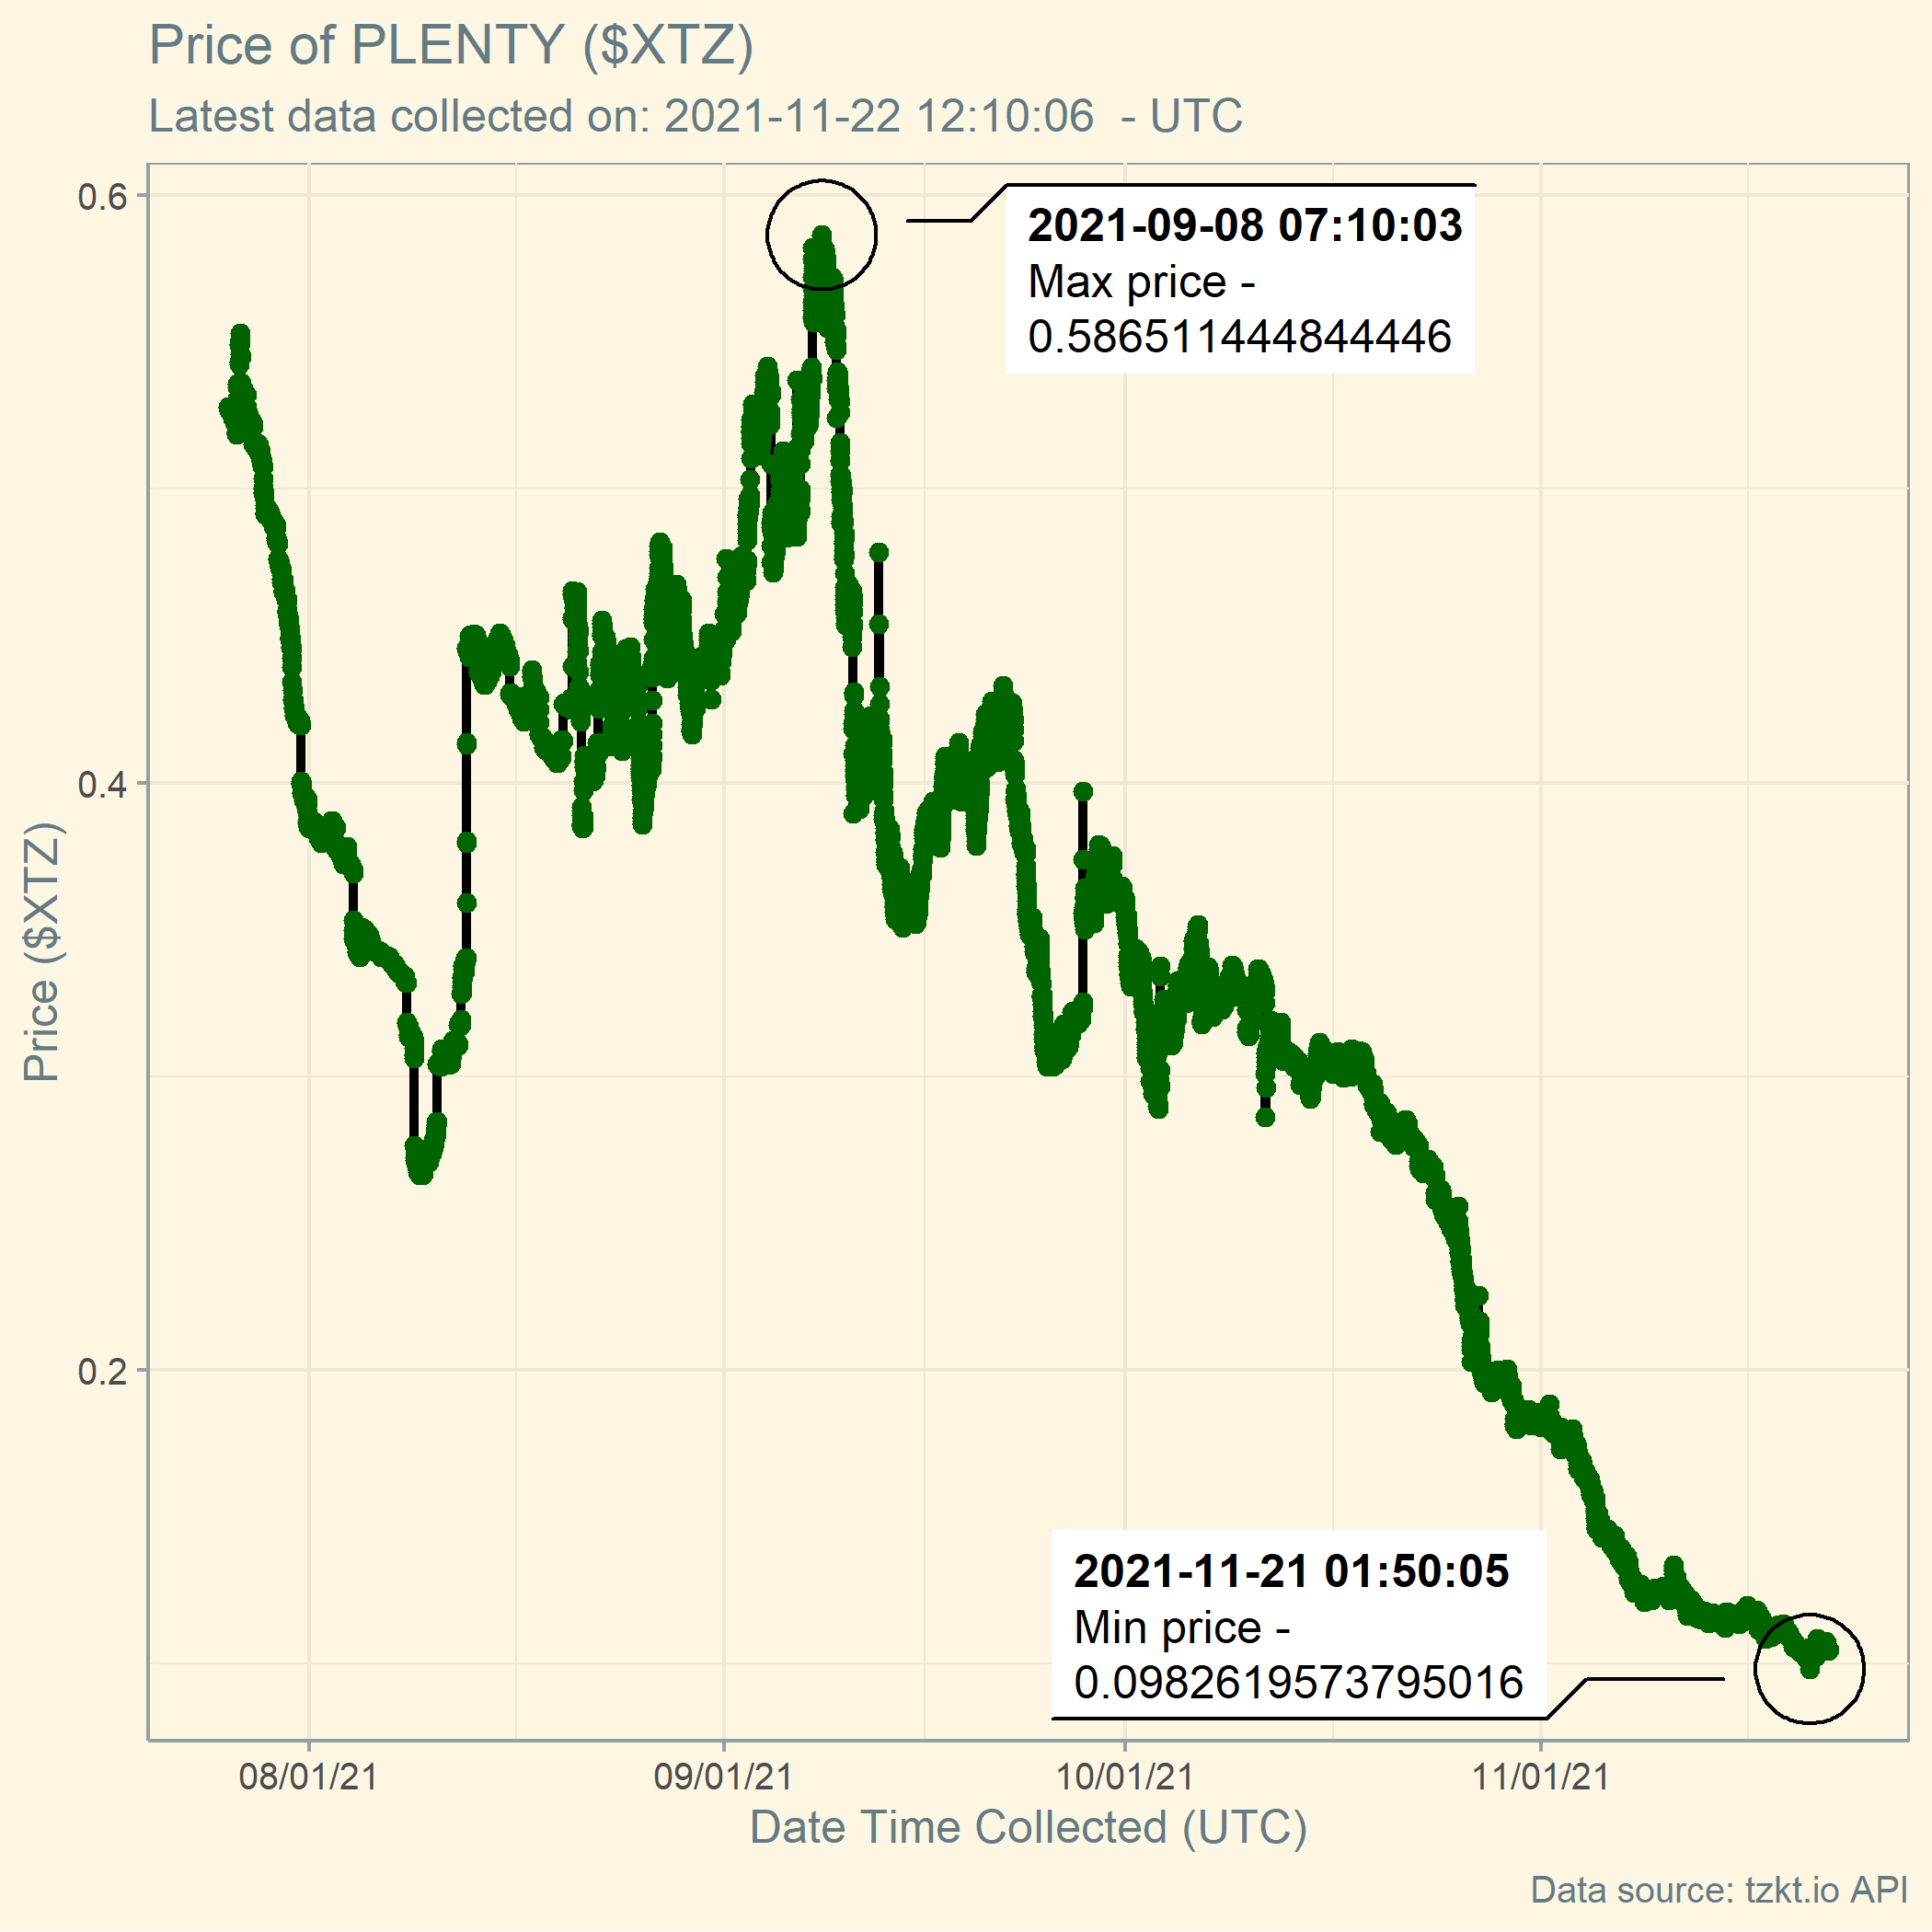 Price of PLENTY ($XTZ)
Latest data collected on: 2021-11-22 12:10:06  - UTC
0.6
2021-09-08 07:10:03
Max price -
0.586511444844446
0.4
Price ($XTZ)
0.2
2021-11-21 01:50:05
Min price -
0.0982619573795016
08/01/21
09/01/21
10/01/21
11/01/21
Date Time Collected (UTC)
Data source: tzkt.io API